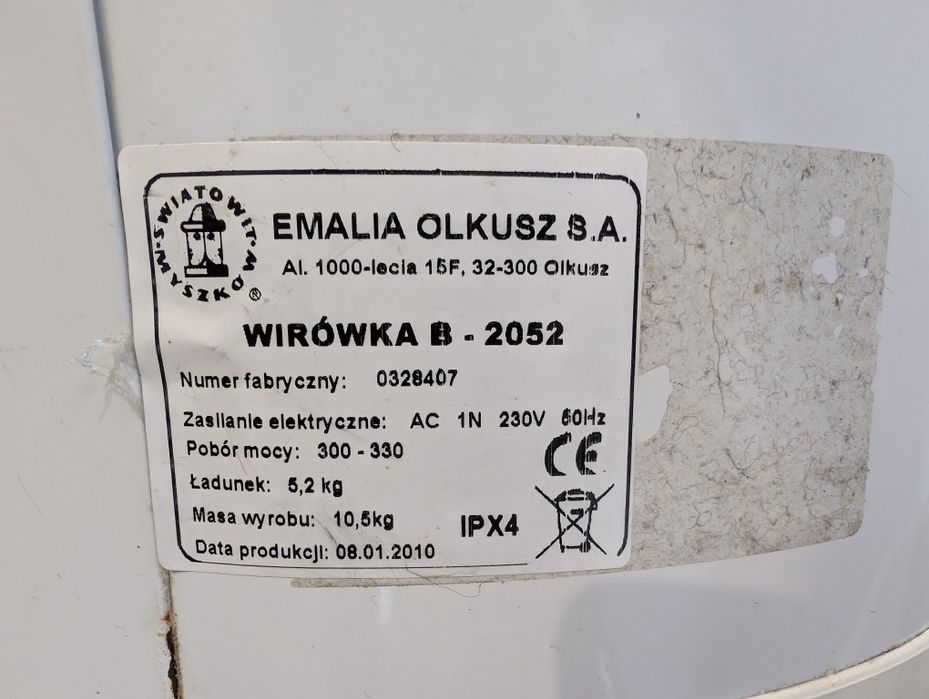 ŚWIATOWIT·MYSZKÓW·®
EMALIA OLKUSZ S.A.
Al. 1000-lecia 15F, 32-300 Olkusz
WIRÓWKA B - 2052
Numer fabryczny: 0328407
Zasilanie elektryczne: AC 1N 230V 50Hz
Pobór mocy: 300 - 330
CE
Ładunek: 5,2 kg
Masa wyrobu: 10,5kg
IPX4
Data produkcji: 08.01.2010